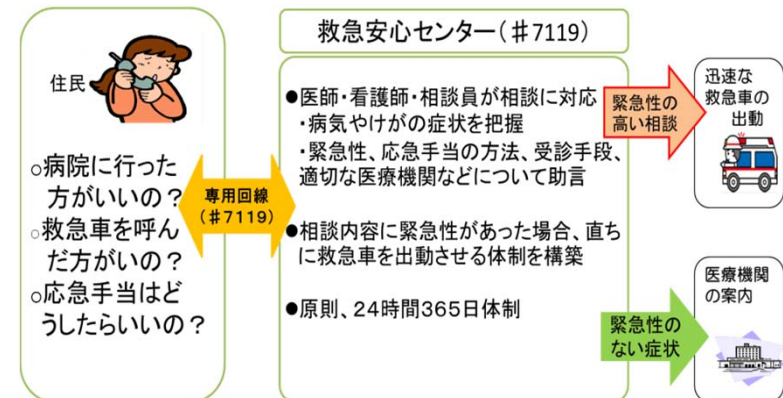 住民
○病院に行った
方がいいの？
○救急車を呼ん
だ方がいの？
○応急手当はど
うしたらいいの？
専用回線
（＃7119）
救急安心センター（＃7119）
●医師・看護師・相談員が相談に対応
・病気やけがの症状を把握
・緊急性、応急手当の方法、受診手段、
適切な医療機関などについて助言
●相談内容に緊急性があった場合、直ち
に救急車を出動させる体制を構築
●原則、24時間365日体制
緊急性の
高い相談
迅速な
救急車の
出動
緊急性の
ない症状
医療機関
の案内